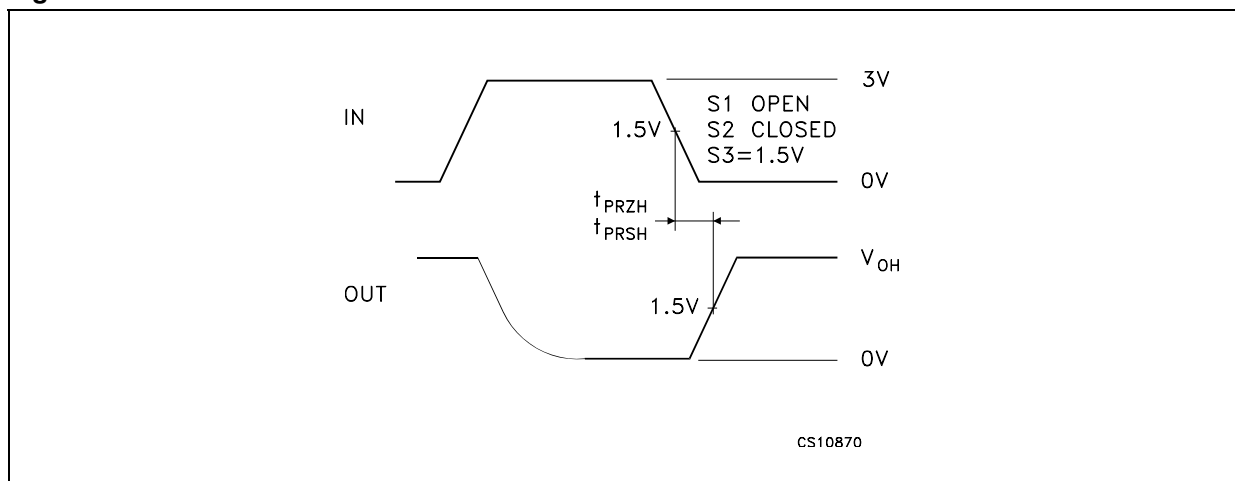 3V
IN
S1 OPEN
1.5V
S2 CLOSED
S3=1.5V
0V
tPRZH
tPRSH
VOH
OUT
1.5V
0V
CS10870